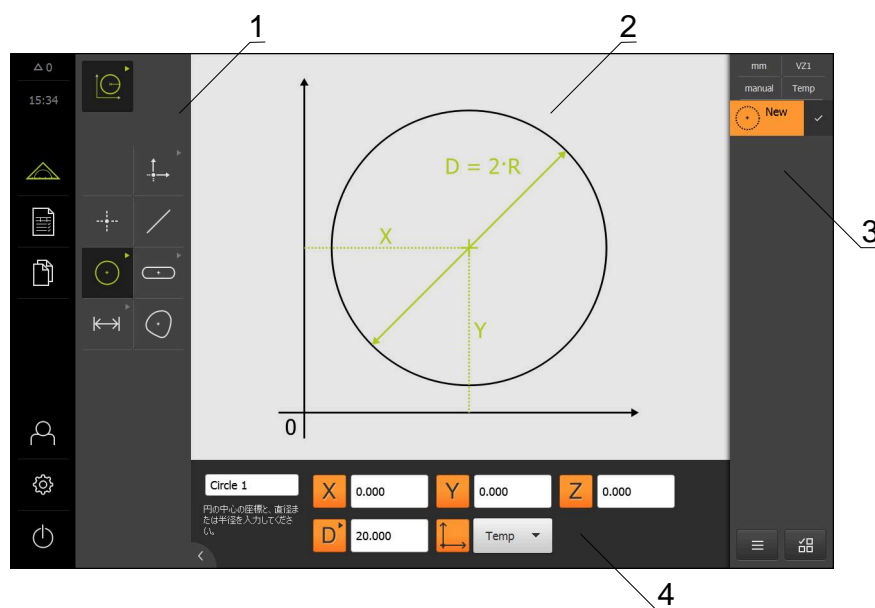 1
2
3
4
△ 0
15:34
mm
VZ1
manual
Temp
New
D = 2·R
X
Y
0
Circle 1
円の中心の座標と、直径ま
たは半径を入力してくださ
い。
X
0.000
Y
0.000
Z
0.000
D
20.000
Temp